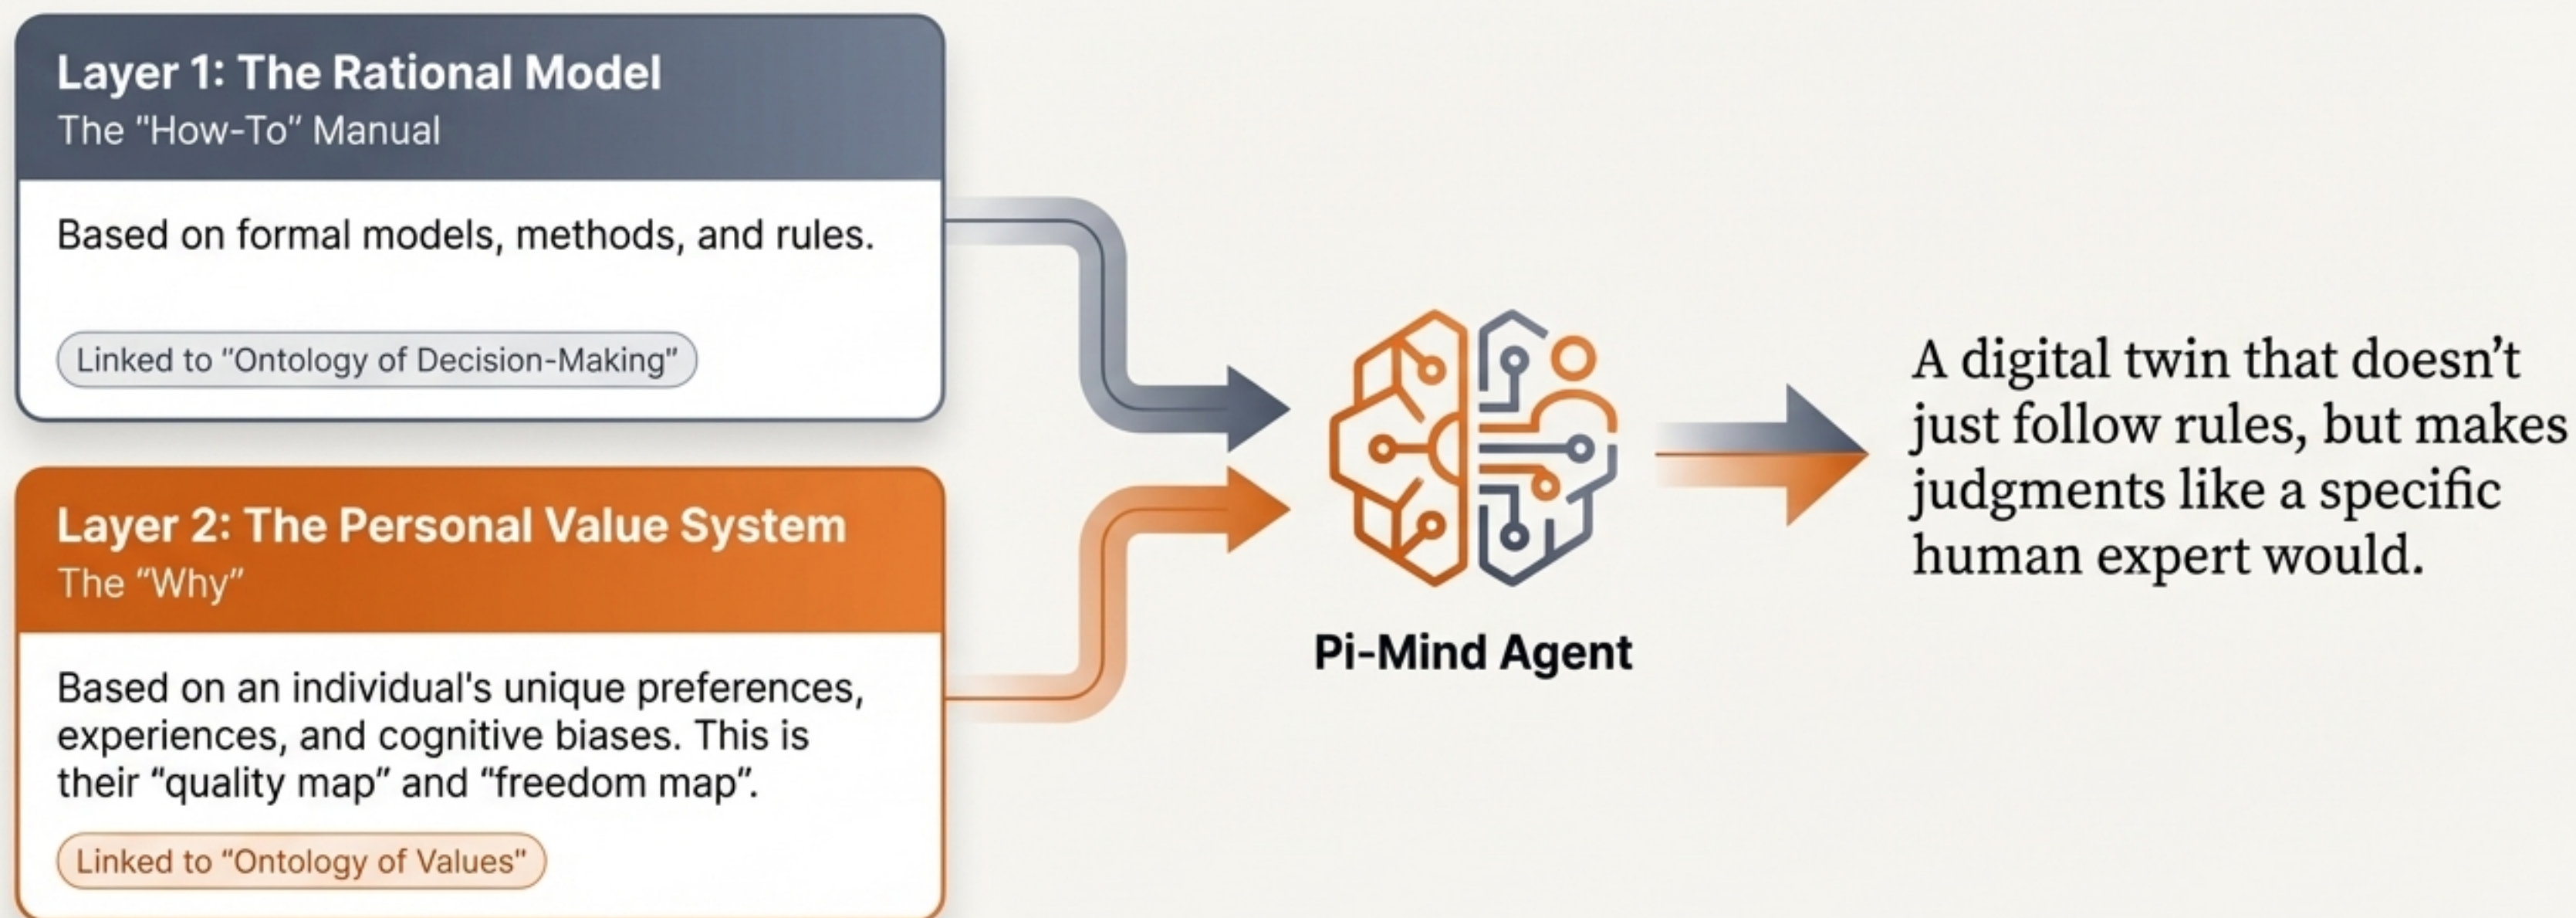 Layer 1: The Rational Model
The "How-To" Manual
Based on formal models, methods, and rules.
Linked to "Ontology of Decision-Making"
Layer 2: The Personal Value System
The "Why"
Based on an individual's unique preferences,
experiences, and cognitive biases. This is
their "quality map" and "freedom map".
Linked to "Ontology of Values"
Pi-Mind Agent
A digital twin that doesn't
just follow rules, but makes
judgments like a specific
human expert would.